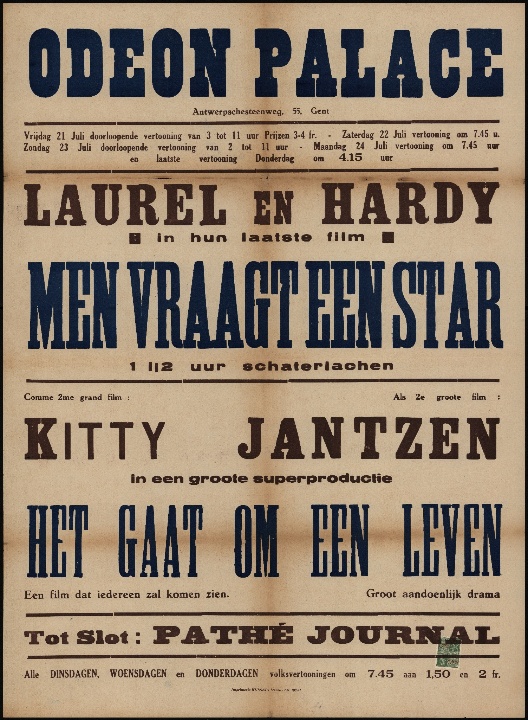 ODEON PALACE
Antwerpschesteenweg, 55, Gent
Vrijdag 21 Juli doorloopende vertooning van 3 tot 11 uur Prijzen 3-4 fr. - Zaterdag 22 Juli vertooning om 7.45 u.
Zondag 23 Juli doorloopende vertooning van 2 tot 11 uur - Maandag 24 Juli vertooning om 7.45 uur
en laatste vertooning Donderdag om 4.15 uur
LAUREL EN HARDY
in hun laatste film
MEN VRAAGT EEN STAR
1 1|2 uur schaterlachen
Comme 2me grand film : Als 2e groote film :
KITTY JANTZEN
in een groote superproductie
HET GAAT OM EEN LEVEN
Een film dat iedereen zal komen zien. Groot aandoenlijk drama
Tot Slot : PATHÉ JOURNAL
Alle DINSDAGEN, WOENSDAGEN en DONDERDAGEN volksvertooningen om 7.45 aan 1,50 en 2 fr.